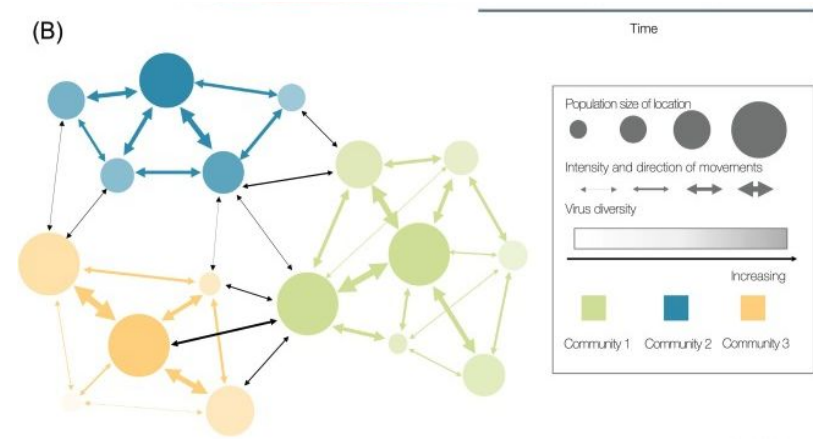 (B)
Time
Population size of location
Intensity and direction of movements
Virus diversity
Increasing
Community 1 Community 2 Community 3